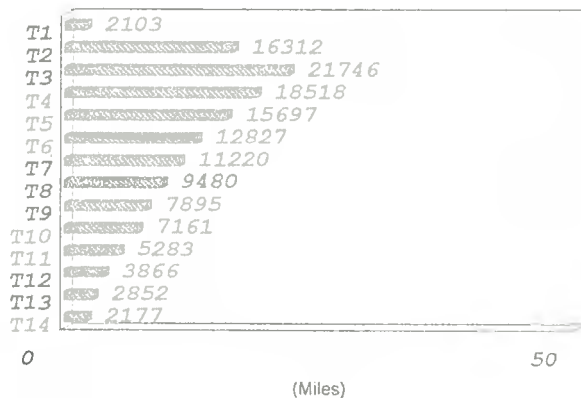 T1 2103
T2 16312
T3 21746
T4 18518
T5 15697
T6 12827
T7 11220
T8 9480
T9 7895
T10 7161
T11 5283
T12 3866
T13 2852
T14 2177
0 50
(Miles)